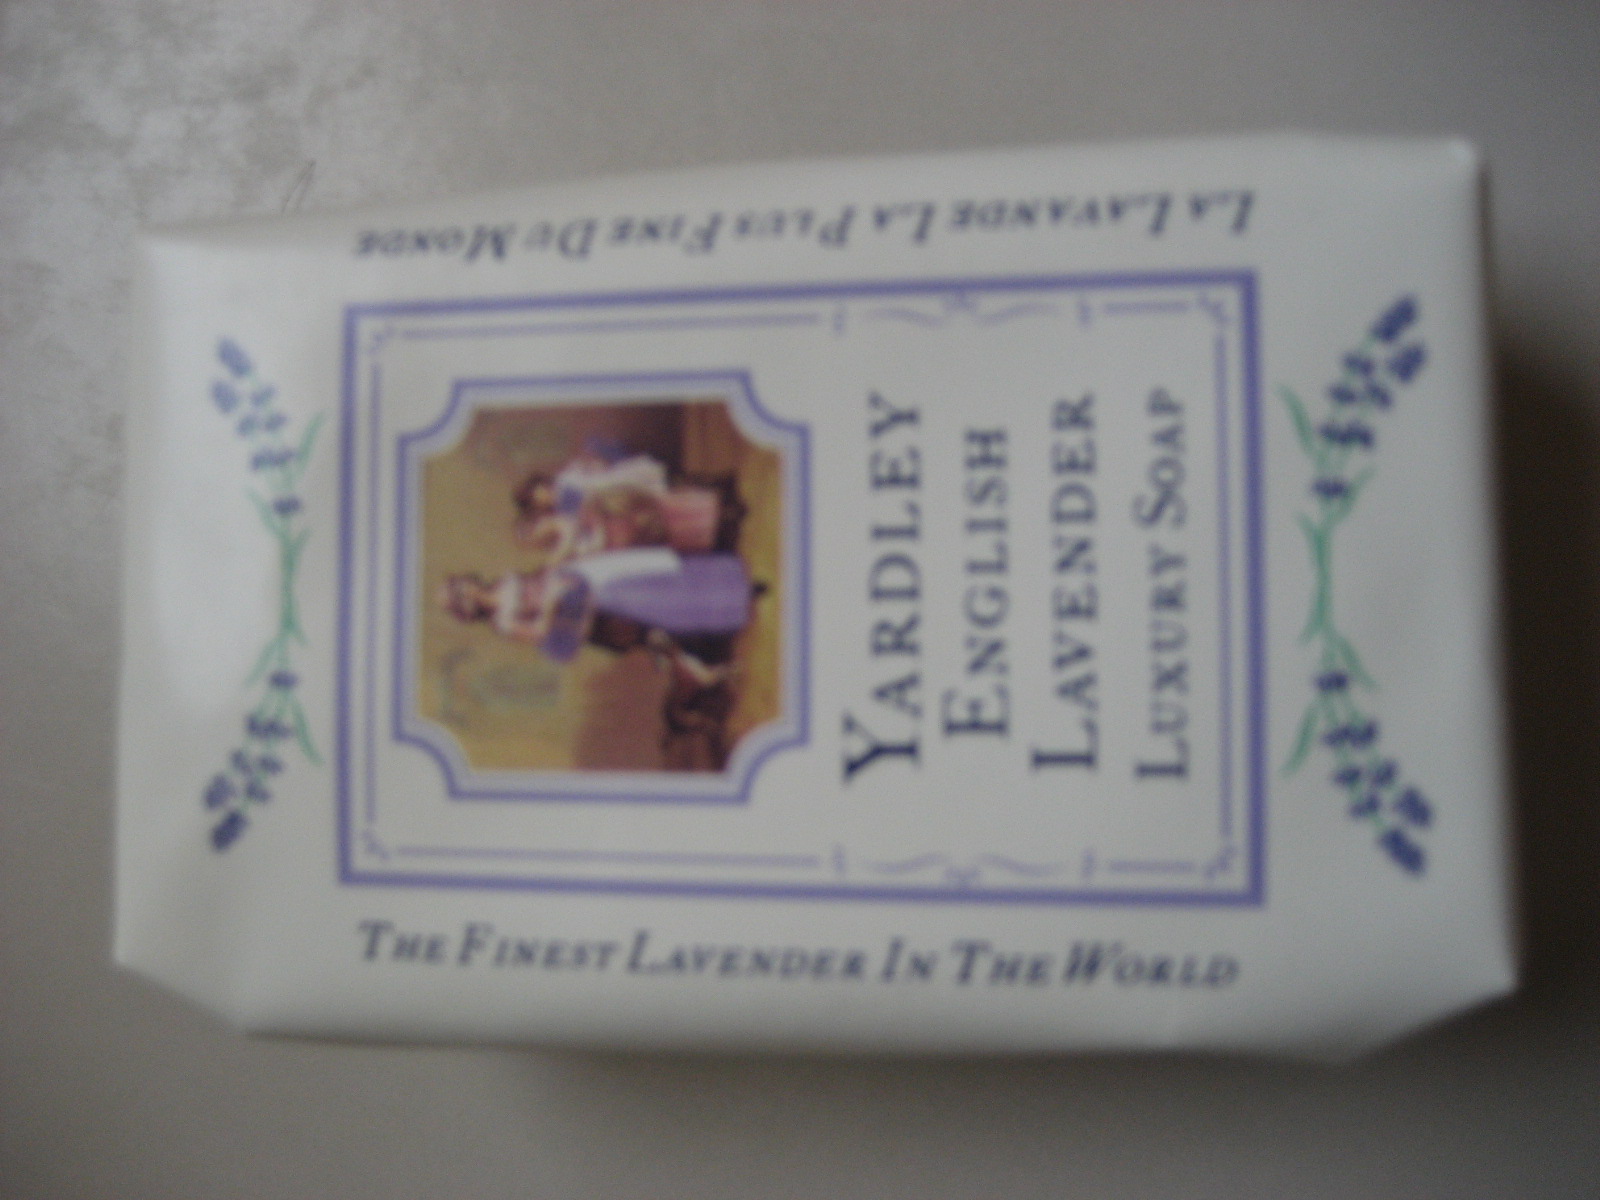 La Lavande La Plus Fine Du Monde
Yardley
English
Lavender
Luxury Soap
The Finest Lavender In The World